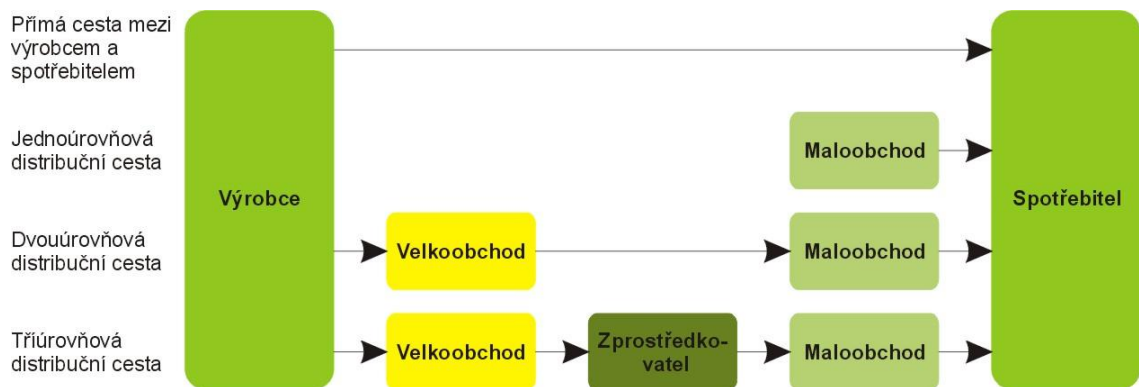 Přímá cesta mezi
výrobcem a
spotřebitelem
Jednoúrovňová
distribuční cesta
Maloobchod
Výrobce
Spotřebitel
Dvouúrovňová
distribuční cesta
Velkoobchod
Maloobchod
Tříúrovňová
distribuční cesta
Velkoobchod
Zprostředko-
vatel
Maloobchod